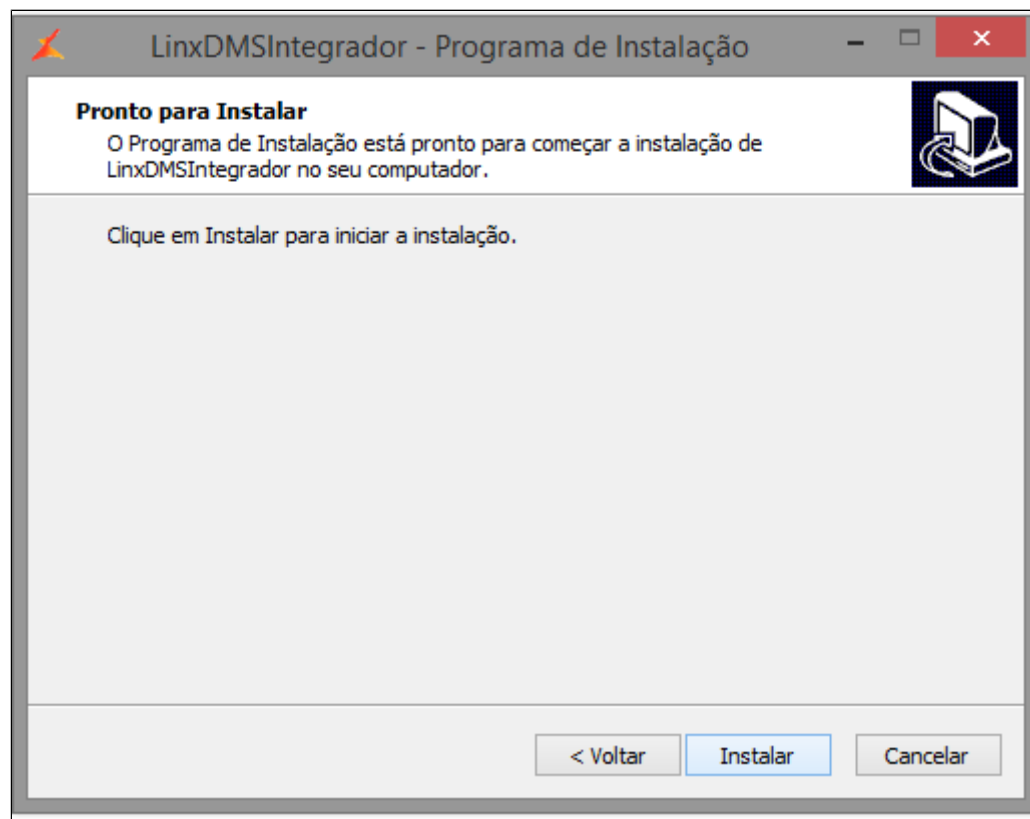 LinxDMSIntegrador - Programa de Instalação
Pronto para Instalar
O Programa de Instalação está pronto para começar a instalação de
LinxDMSIntegrador no seu computador.
Clique em Instalar para iniciar a instalação.
< Voltar
Instalar
Cancelar